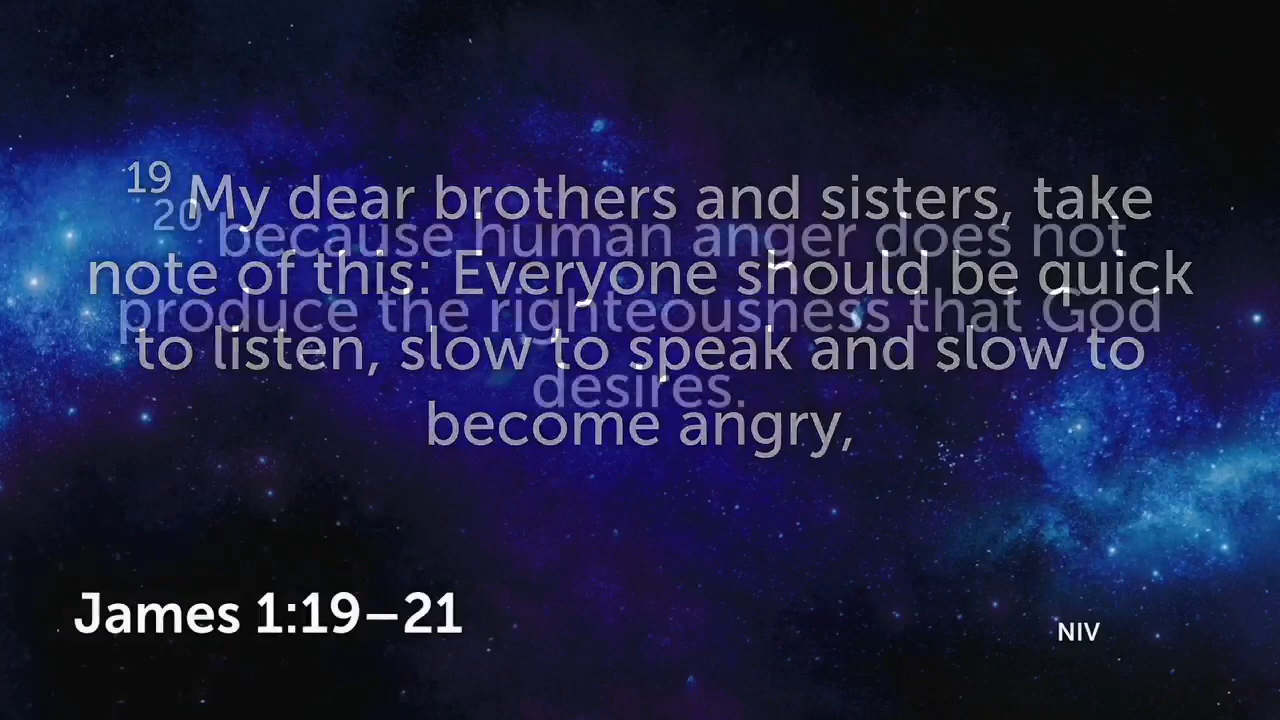 19 My dear brothers and sisters, take
note of this: Everyone should be quick
to listen, slow to speak and slow to
become angry,
20 because human anger does not
produce the righteousness that God
desires.
James 1:19–21
NIV